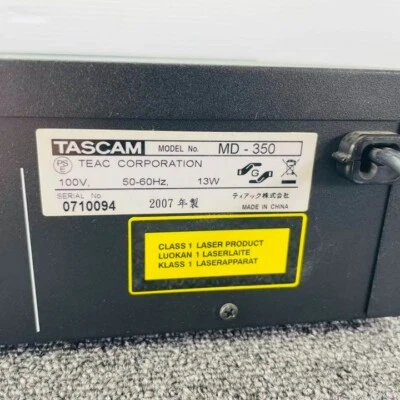 TASCAM MODEL No. MD - 350
PS
E
TEAC CORPORATION
100V, 50-60Hz, 13W
G
SERIAL No.
0710094 2007 年製
ティアック株式会社
MADE IN CHINA
CLASS 1 LASER PRODUCT
LUOKAN 1 LASERLAITE
KLASS 1 LASERAPPARAT